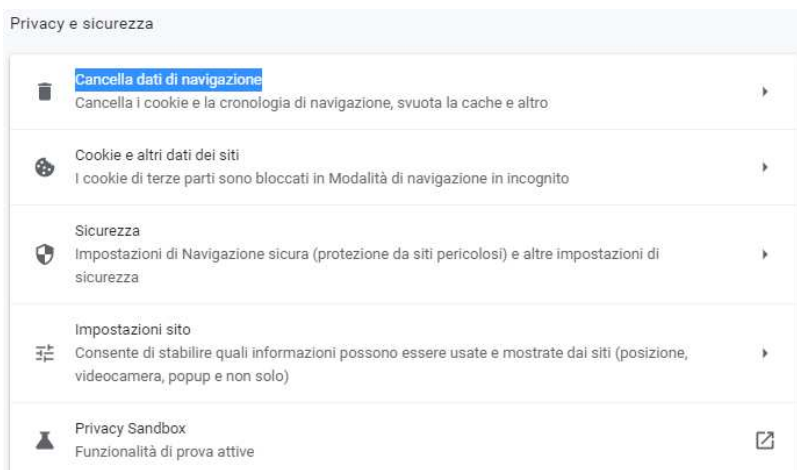 Privacy e sicurezza
Cancella dati di navigazione
Cancella i cookie e la cronologia di navigazione, svuota la cache e altro
Cookie e altri dati dei siti
I cookie di terze parti sono bloccati in Modalità di navigazione in incognito
Sicurezza
Impostazioni di Navigazione sicura (protezione da siti pericolosi) e altre impostazioni di
sicurezza
Impostazioni sito
Consente di stabilire quali informazioni possono essere usate e mostrate dai siti (posizione,
videocamera, popup e non solo)
Privacy Sandbox
Funzionalità di prova attive